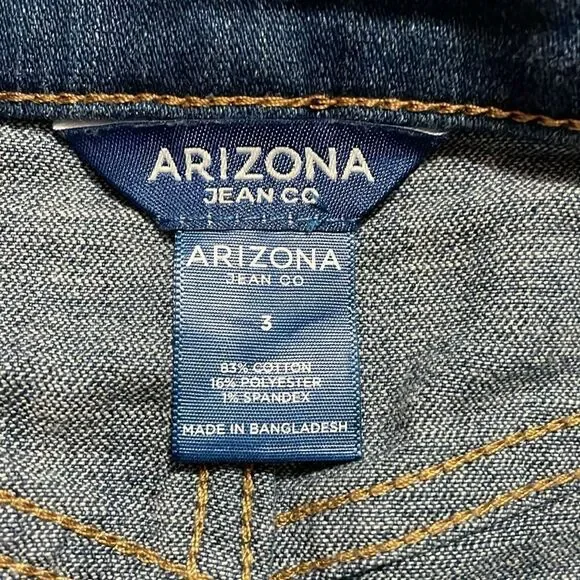 ARIZONA
JEAN CO
ARIZONA
JEAN CO
3
83% COTTON
16% POLYESTER
1% SPANDEX
MADE IN BANGLADESH